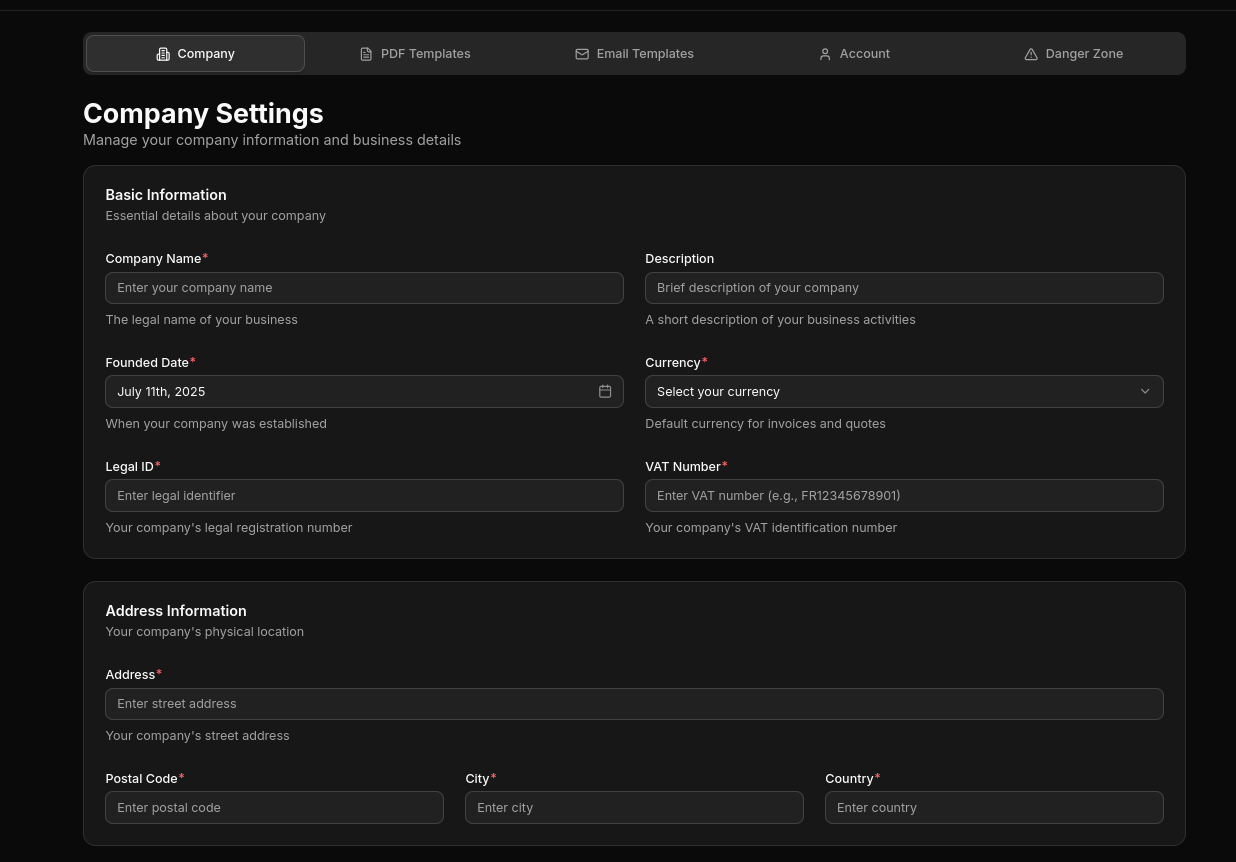 Company PDF Templates Email Templates Account Danger Zone
Company Settings
Manage your company information and business details
Basic Information
Essential details about your company
Company Name* Description
Enter your company name Brief description of your company
The legal name of your business A short description of your business activities
Founded Date* Currency*
July 11th, 2025 Select your currency
When your company was established Default currency for invoices and quotes
Legal ID* VAT Number*
Enter legal identifier Enter VAT number (e.g., FR12345678901)
Your company's legal registration number Your company's VAT identification number
Address Information
Your company's physical location
Address*
Enter street address
Your company's street address
Postal Code* City* Country*
Enter postal code Enter city Enter country